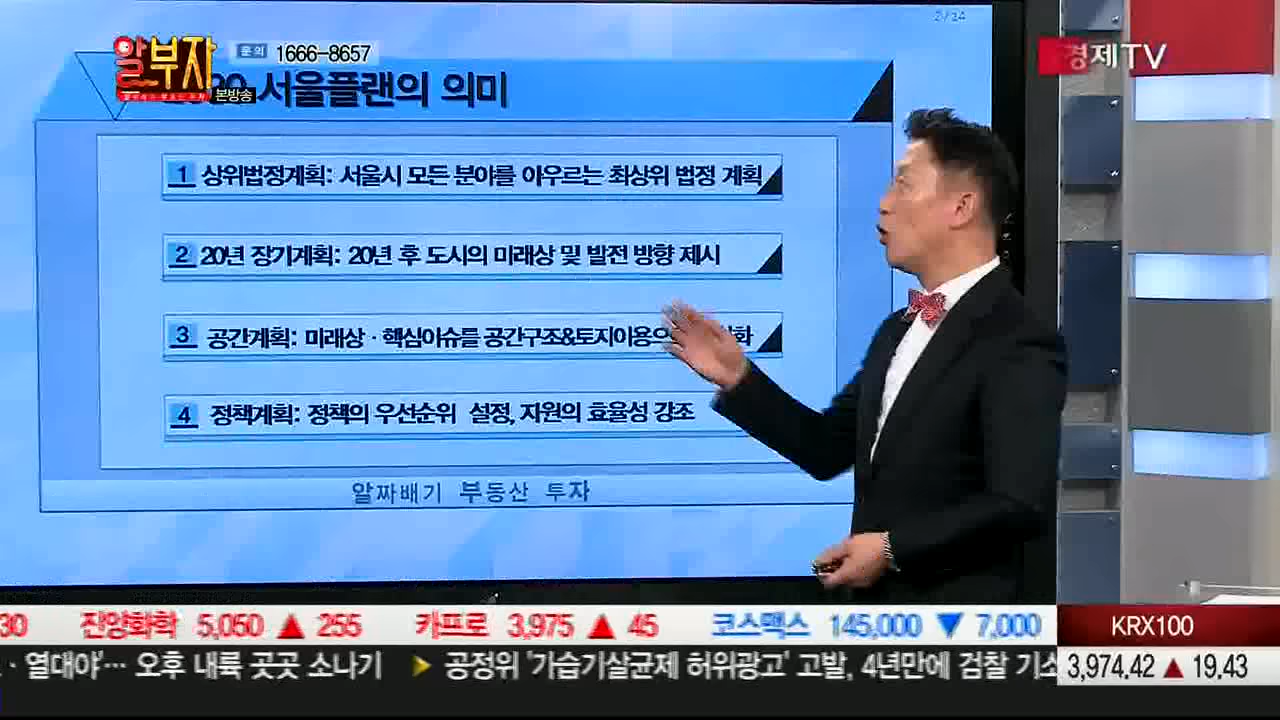 2/14
알부자 본방송
문의 1666-8657
경제TV
서울플랜의 의미
1 상위법정계획: 서울시 모든 분야를 아우르는 최상위 법정 계획
2 20년 장기계획: 20년 후 도시의 미래상 및 발전 방향 제시
3 공간계획: 미래상·핵심이슈를 공간구조&토지이용으
4 정책계획: 정책의 우선순위 설정, 자원의 효율성 강조
알짜배기 부동산 투자
30 진양화학 5,050 ▲ 255 카프로 3,975 ▲ 45 코스맥스 145,000 ▼ 7,000 KRX100
· 열대야'··· 오후 내륙 곳곳 소나기 ▶ 공정위 '가습기살균제 허위광고' 고발, 4년만에 검찰 기소 3,974.42 ▲ 19.43